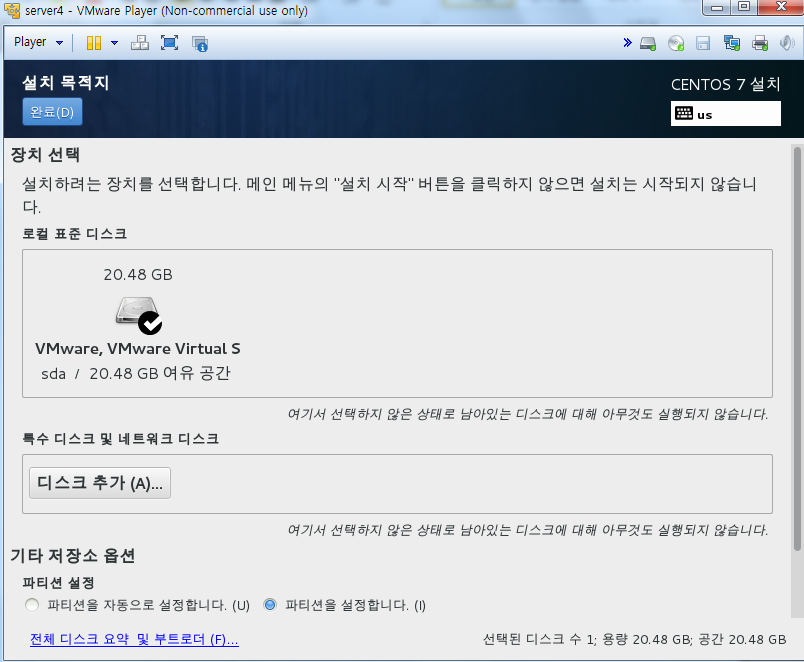 server4 - VMware Player (Non-commercial use only)
Player
설치 목적지
CENTOS 7 설치
완료(D)
us
장치 선택
설치하려는 장치를 선택합니다. 메인 메뉴의 "설치 시작" 버튼을 클릭하지 않으면 설치는 시작되지 않습니
다.
로컬 표준 디스크
20.48 GB
VMware, VMware Virtual S
sda / 20.48 GB 여유 공간
여기서 선택하지 않은 상태로 남아있는 디스크에 대해 아무것도 실행되지 않습니다.
특수 디스크 및 네트워크 디스크
디스크 추가 (A)...
여기서 선택하지 않은 상태로 남아있는 디스크에 대해 아무것도 실행되지 않습니다.
기타 저장소 옵션
파티션 설정
파티션을 자동으로 설정합니다. (U) 파티션을 설정합니다. (I)
전체 디스크 요약 및 부트로더 (F)... 선택된 디스크 수 1; 용량 20.48 GB; 공간 20.48 GB